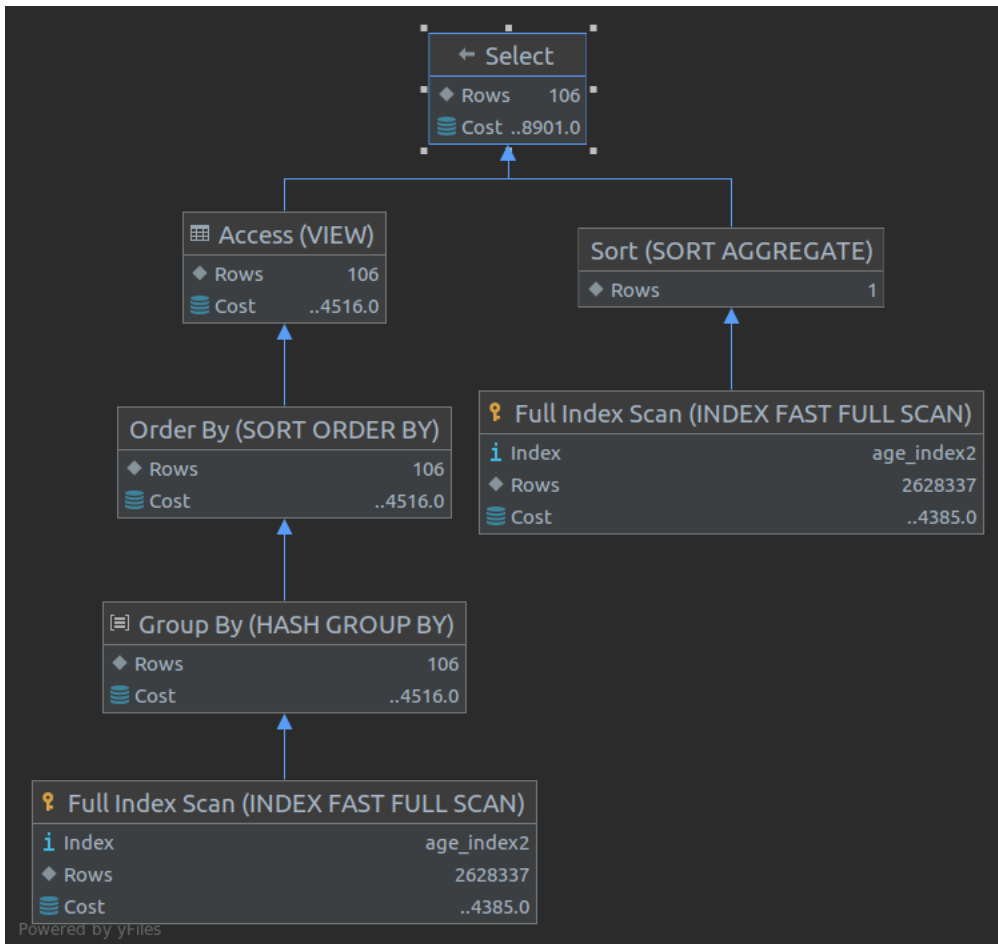 Select
Rows 106
Cost ..8901.0
Access (VIEW)
Rows 106
Cost ..4516.0
Sort (SORT AGGREGATE)
Rows 1
Order By (SORT ORDER BY)
Rows 106
Cost ..4516.0
Full Index Scan (INDEX FAST FULL SCAN)
Index age_index2
Rows 2628337
Cost ..4385.0
Group By (HASH GROUP BY)
Rows 106
Cost ..4516.0
Full Index Scan (INDEX FAST FULL SCAN)
Index age_index2
Rows 2628337
Cost ..4385.0
Powered by yFiles